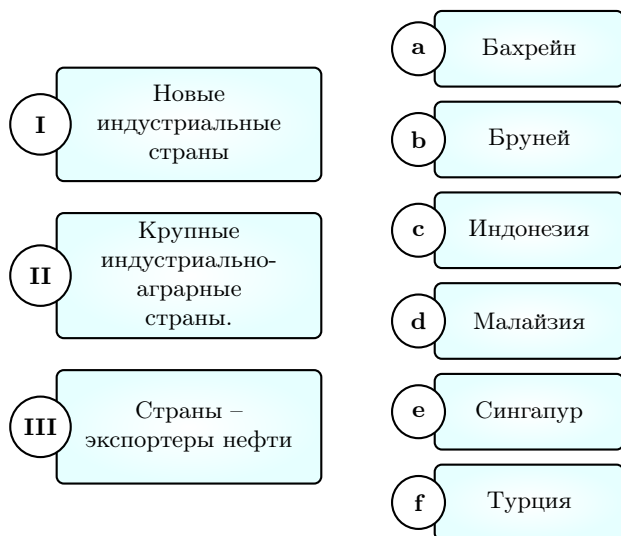 I
Новые
индустриальные
страны
II
Крупные
индустриально-
аграрные
страны.
III
Страны –
экспортеры нефти
a
Бахрейн
b
Бруней
c
Индонезия
d
Малайзия
e
Сингапур
f
Турция